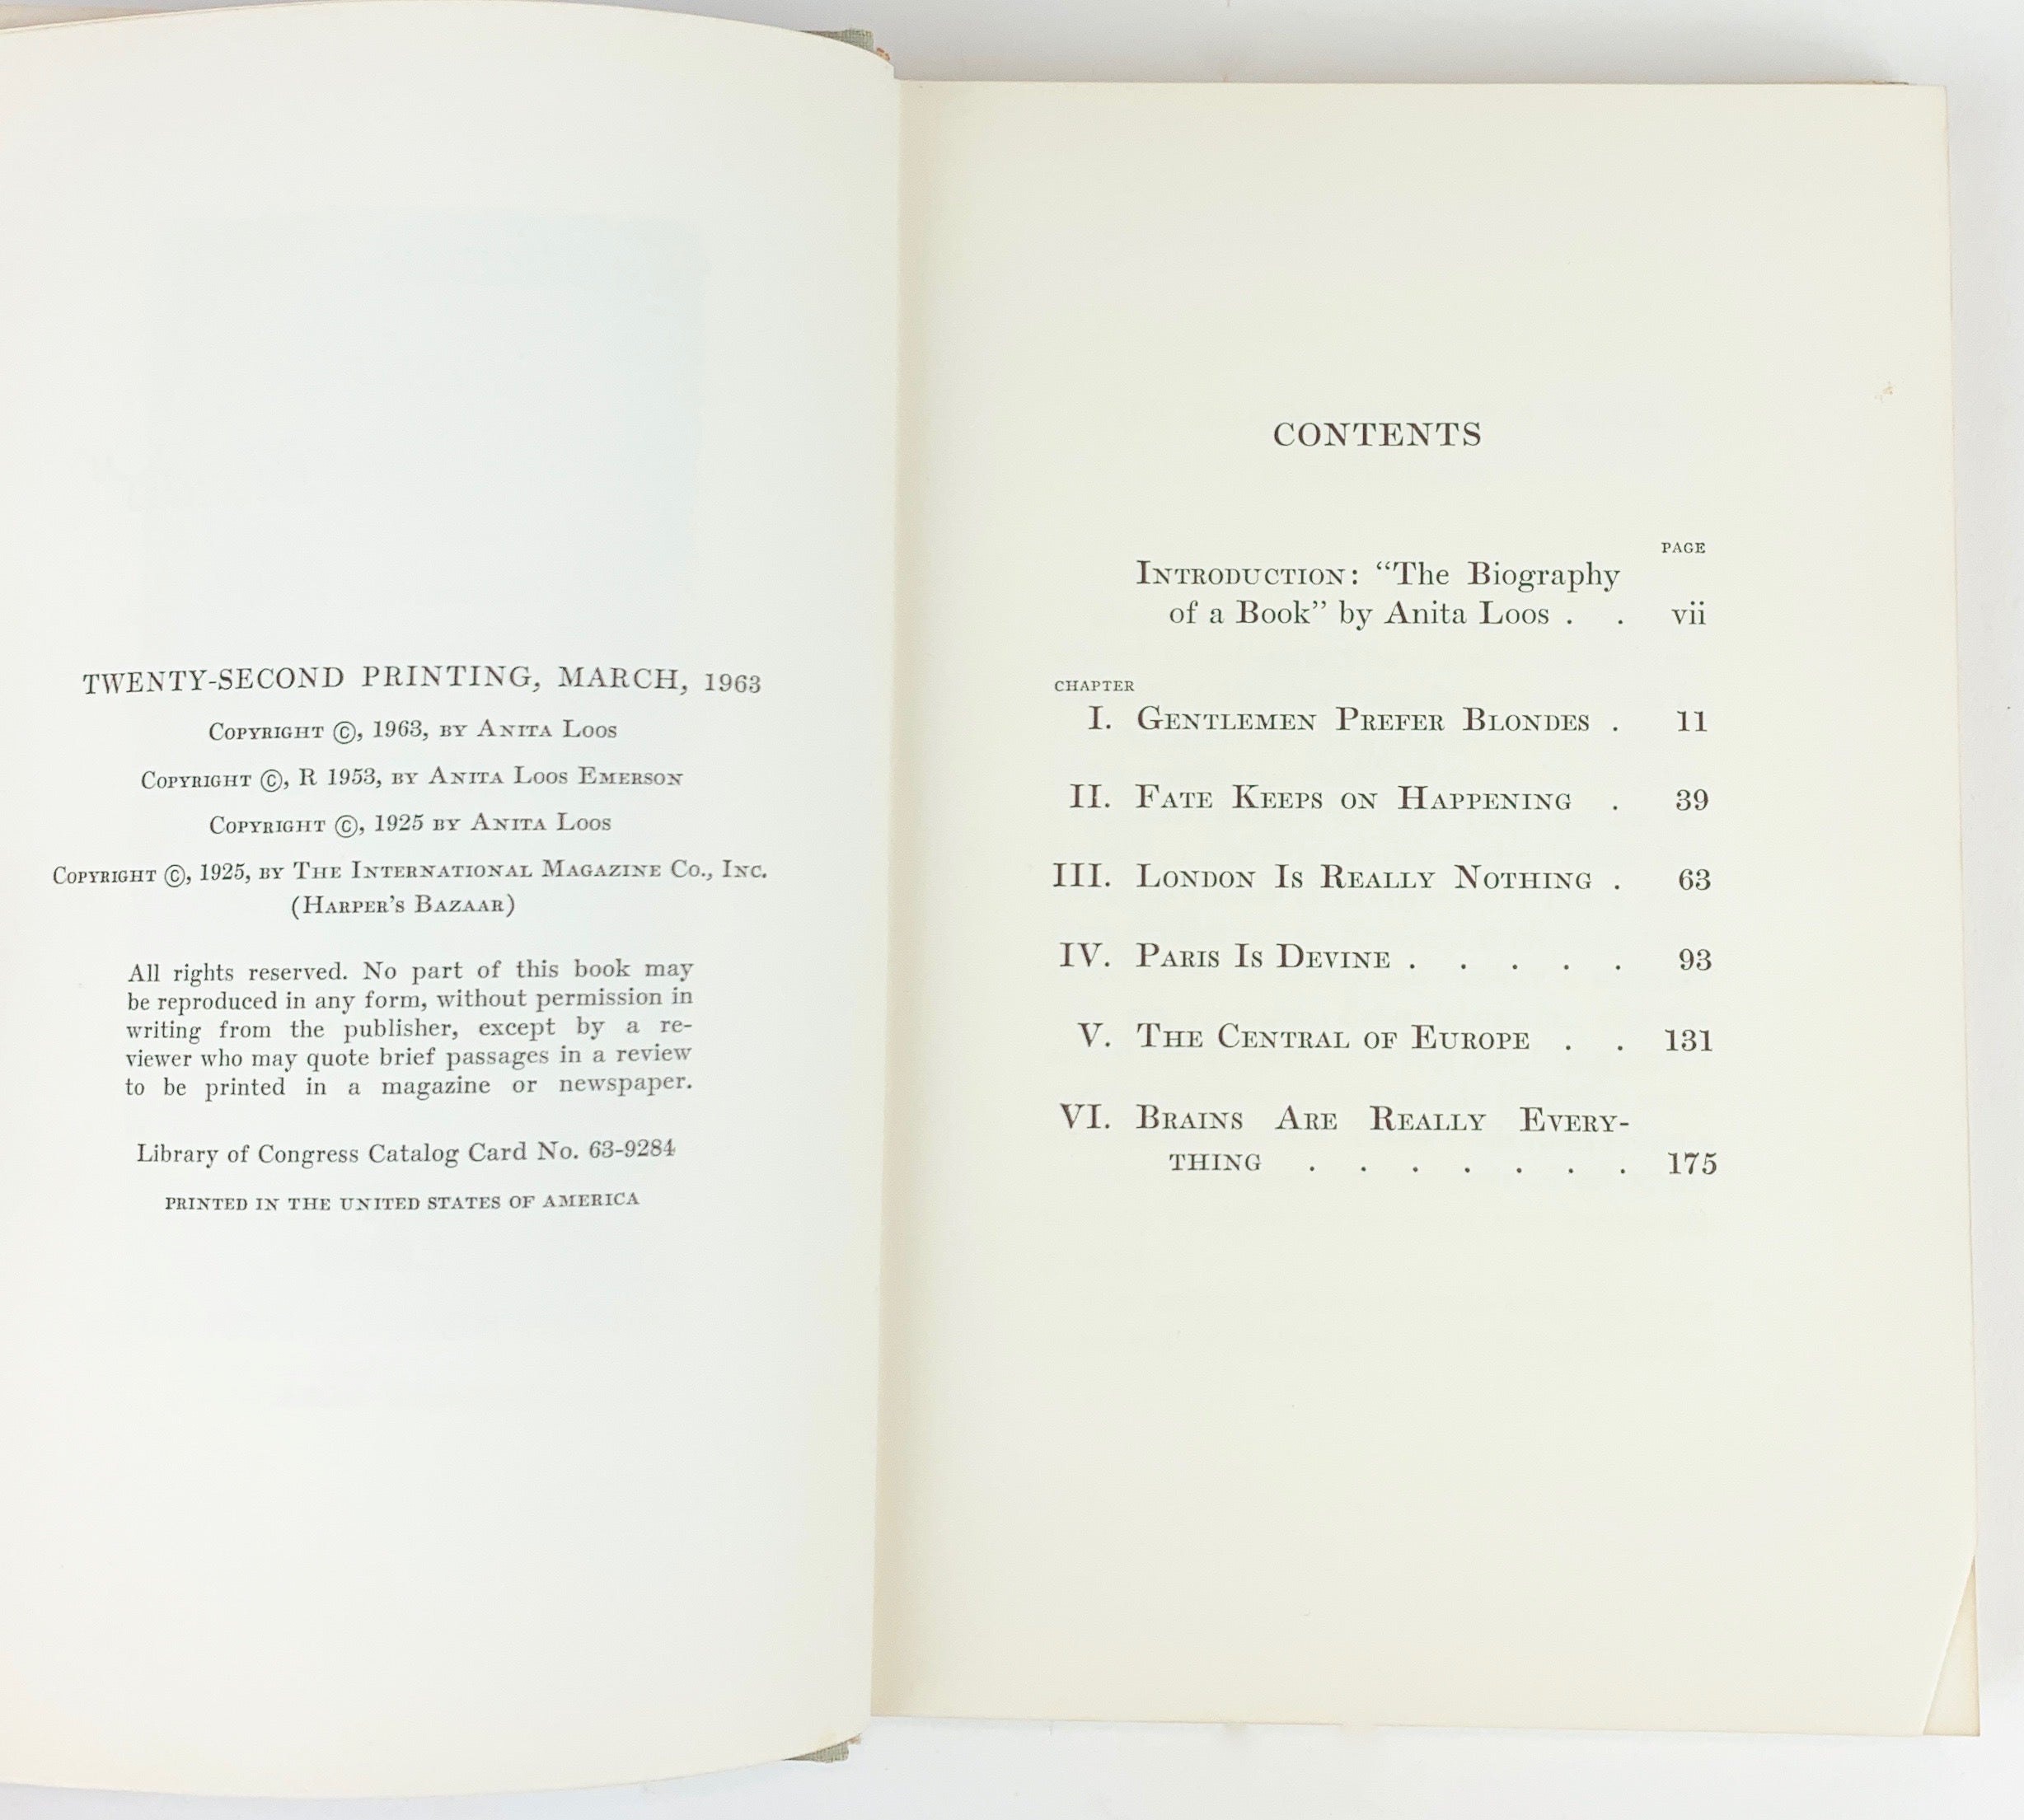 TWENTY-SECOND PRINTING, MARCH, 1963
Copyright ©, 1963, by Anita Loos
Copyright ©, R 1953, by Anita Loos Emerson
Copyright ©, 1925 by Anita Loos
Copyright ©, 1925, by The International Magazine Co., Inc.
(Harper's Bazaar)
All rights reserved. No part of this book may
be reproduced in any form, without permission in
writing from the publisher, except by a re-
viewer who may quote brief passages in a review
to be printed in a magazine or newspaper.
Library of Congress Catalog Card No. 63-9284
PRINTED IN THE UNITED STATES OF AMERICA
CONTENTS
PAGE
Introduction: “The Biography
of a Book” by Anita Loos . . vii
CHAPTER
I. Gentlemen Prefer Blondes . 11
II. Fate Keeps on Happening . 39
III. London Is Really Nothing . 63
IV. Paris Is Devine . . . . . 93
V. The Central of Europe . . 131
VI. Brains Are Really Every-
thing . . . . . . . 175